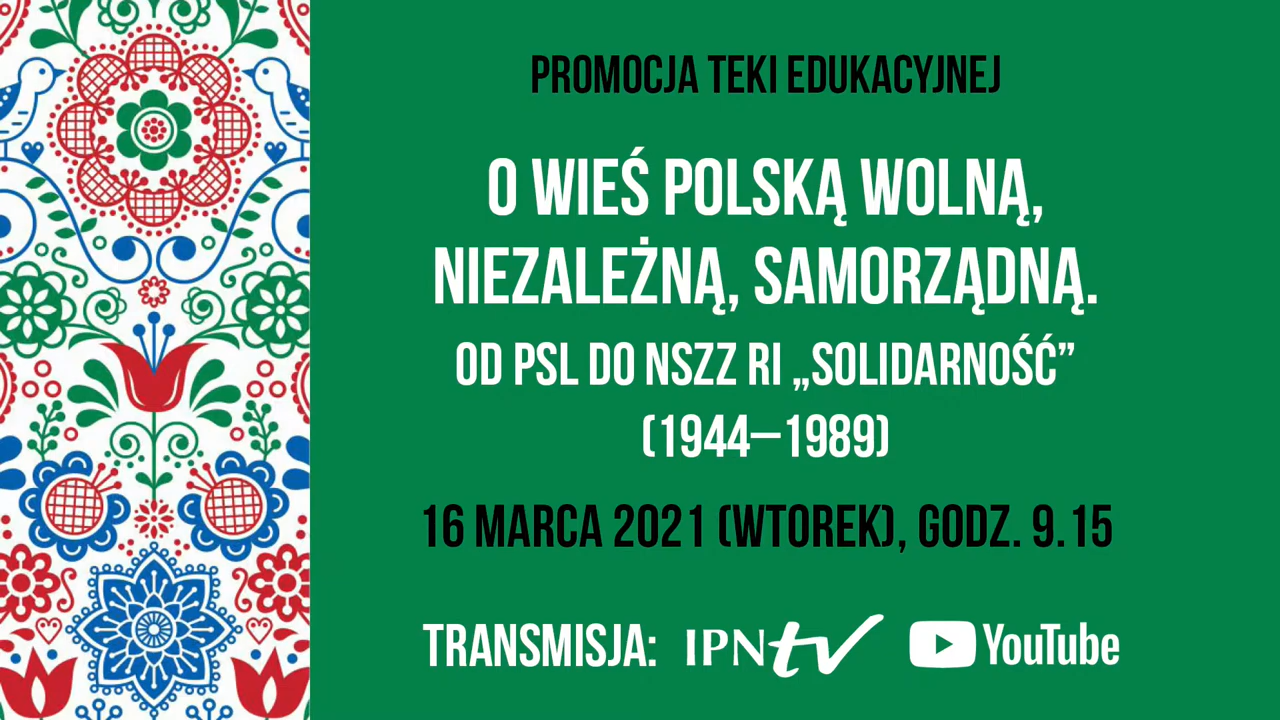 PROMOCJA TEKI EDUKACYJNEJ
O WIEŚ POLSKĄ WOLNĄ,
NIEZALEŻNĄ, SAMORZĄDNĄ.
OD PSL DO NSZZ RI „SOLIDARNOŚĆ”
(1944–1989)
16 MARCA 2021 (WTOREK), GODZ. 9.15
TRANSMISJA: IPNtv YouTube